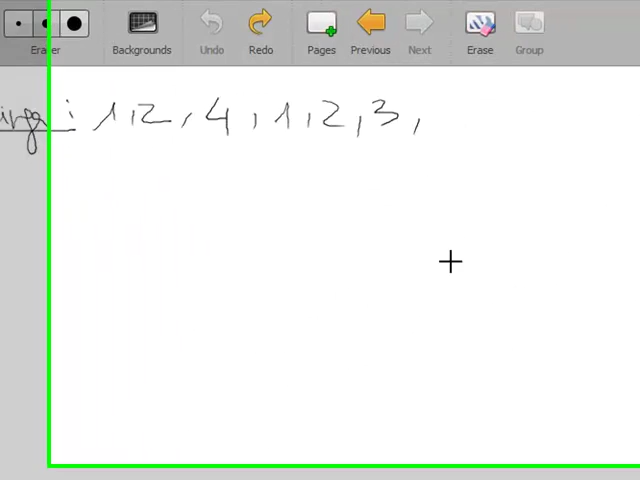 Eraser Backgrounds Undo Redo Pages Previous Next Erase Group
: 1, 2, 4, 1, 2, 3,